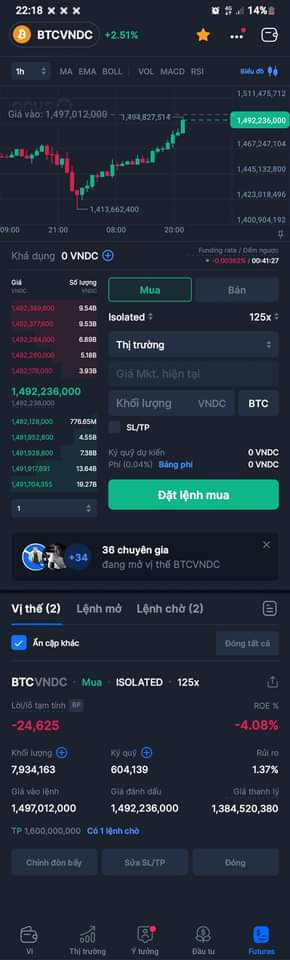 22:18
14%
BTCVNDC +2.51%
1h MA EMA BOLL VOL MACD RSI Biểu đồ
1,511,475,712
Giá vào: 1,497,012,000
1,494,827,514
1,492,236,000
1,467,247,104
1,445,132,800
1,423,018,496
1,413,662,400
1,400,904,192
09:00 21:00 08:00 20:00
Khả dụng 0 VNDC
Funding rate / Đếm ngược
-0.00362% / 00:41:27
Giá Số lượng
VNDC VNDC
1,492,389,600 9.54B
1,492,377,600 9.53B
1,492,284,000 6.89B
1,492,260,000 5.18B
1,492,176,000 3.93B
1,492,236,000
1,492,236,000
1,492,128,000 776.65M
1,491,952,800 4.55B
1,491,928,800 7.38B
1,491,917,891 13.64B
1,491,704,355 19.27B
1
Mua Bán
Isolated 125x
Thị trường
Giá Mkt. hiện tại
Khối lượng VNDC BTC
SL/TP
Ký quỹ dự kiến 0 VNDC
Phí (0.04%) Bảng phí 0 VNDC
Đặt lệnh mua
+34
36 chuyên gia
đang mở vị thế BTCVNDC
Vị thế (2) Lệnh mở Lệnh chờ (2)
Ẩn cặp khác Đóng tất cả
BTCVNDC · Mua · ISOLATED · 125x
Lời/lỗ tạm tính BP ROE %
-24,625 -4.08%
Khối lượng Ký quỹ Rủi ro
7,934,163 604,139 1.37%
Giá vào lệnh Giá đánh dấu Giá thanh lý
1,497,012,000 1,492,236,000 1,384,520,380
TP 1,600,000,000 Có 1 lệnh chờ
Chỉnh đòn bẩy Sửa SL/TP Đóng
Ví Thị trường Ý tưởng Đầu tư Futures